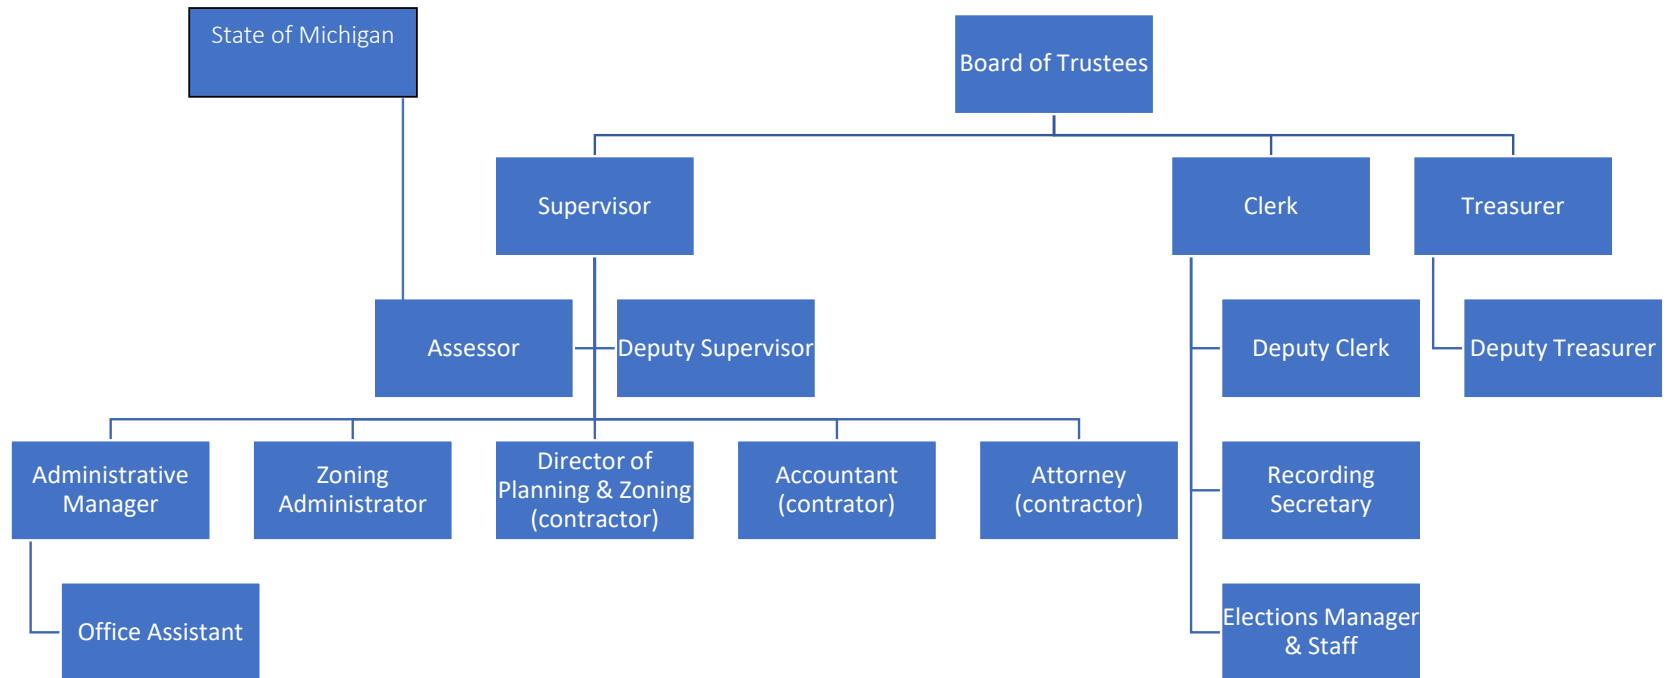 State of Michigan
Board of Trustees
Supervisor
Clerk
Treasurer
Assessor
Deputy Supervisor
Deputy Clerk
Deputy Treasurer
Administrative
Manager
Zoning
Administrator
Director of
Planning & Zoning
(contractor)
Accountant
(contrator)
Attorney
(contractor)
Recording
Secretary
Office Assistant
Elections Manager
& Staff